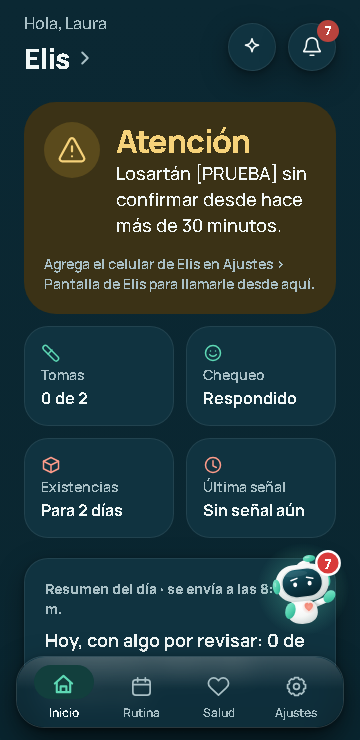 Hola, Laura
Elis
7
Atención
Losartán [PRUEBA] sin
confirmar desde hace
más de 30 minutos.
Agrega el celular de Elis en Ajustes ›
Pantalla de Elis para llamarle desde aquí.
Tomas
0 de 2
Chequeo
Respondido
Existencias
Para 2 días
Última señal
Sin señal aún
7
Resumen del día · se envía a las 8:
m.
Hoy, con algo por revisar: 0 de
Inicio
Rutina
Salud
Ajustes